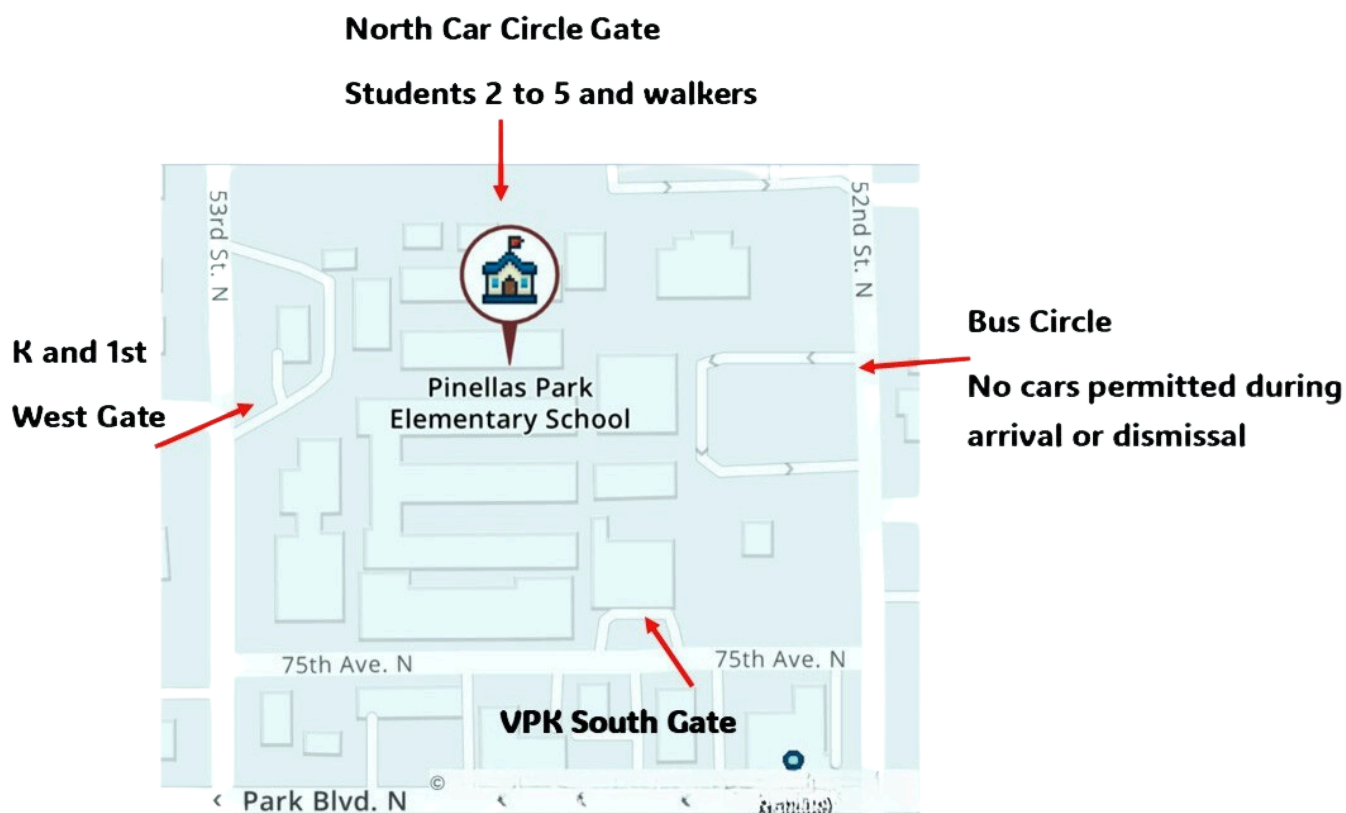 North Car Circle Gate
Students 2 to 5 and walkers
53rd St. N
52nd St. N
K and 1st
West Gate
Pinellas Park
Elementary School
Bus Circle
No cars permitted during
arrival or dismissal
75th Ave. N
75th Ave. N
VPK South Gate
©
Park Blvd. N